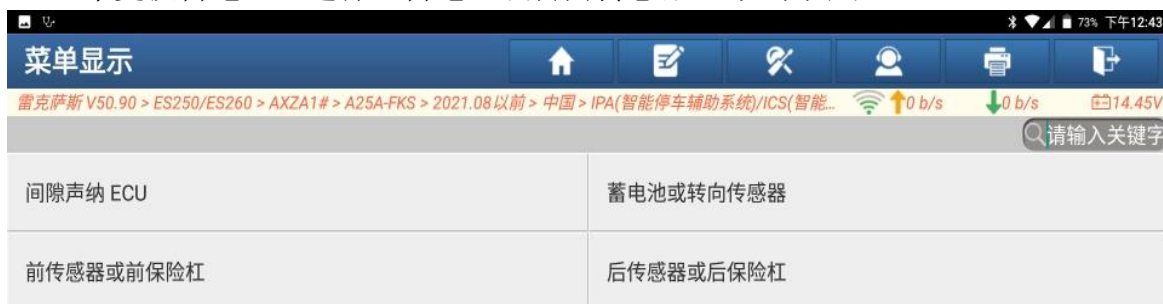 73% 下午12:43
菜单显示
雷克萨斯 V50.90 > ES250/ES260 > AXZA1# > A25A-FKS > 2021.08以前 > 中国 > IPA(智能停车辅助系统)/ICS(智能... 0 b/s 0 b/s 14.45V
请输入关键字
间隙声纳 ECU 蓄电池或转向传感器
前传感器或前保险杠 后传感器或后保险杠